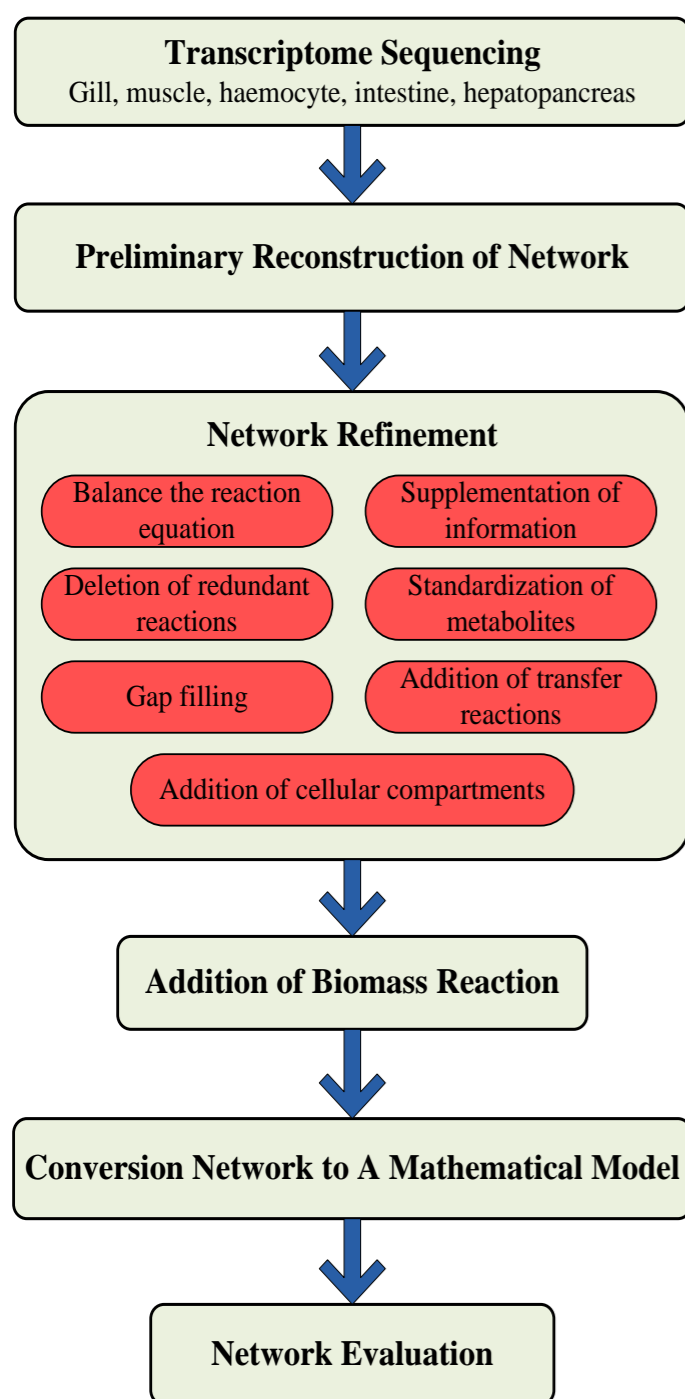 Transcriptome Sequencing
Gill, muscle, haemocyte, intestine, hepatopancreas
Preliminary Reconstruction of Network
Network Refinement
Balance the reaction
equation
Supplementation of
information
Deletion of redundant
reactions
Standardization of
metabolites
Gap filling
Addition of transfer
reactions
Addition of cellular compartments
Addition of Biomass Reaction
Conversion Network to A Mathematical Model
Network Evaluation